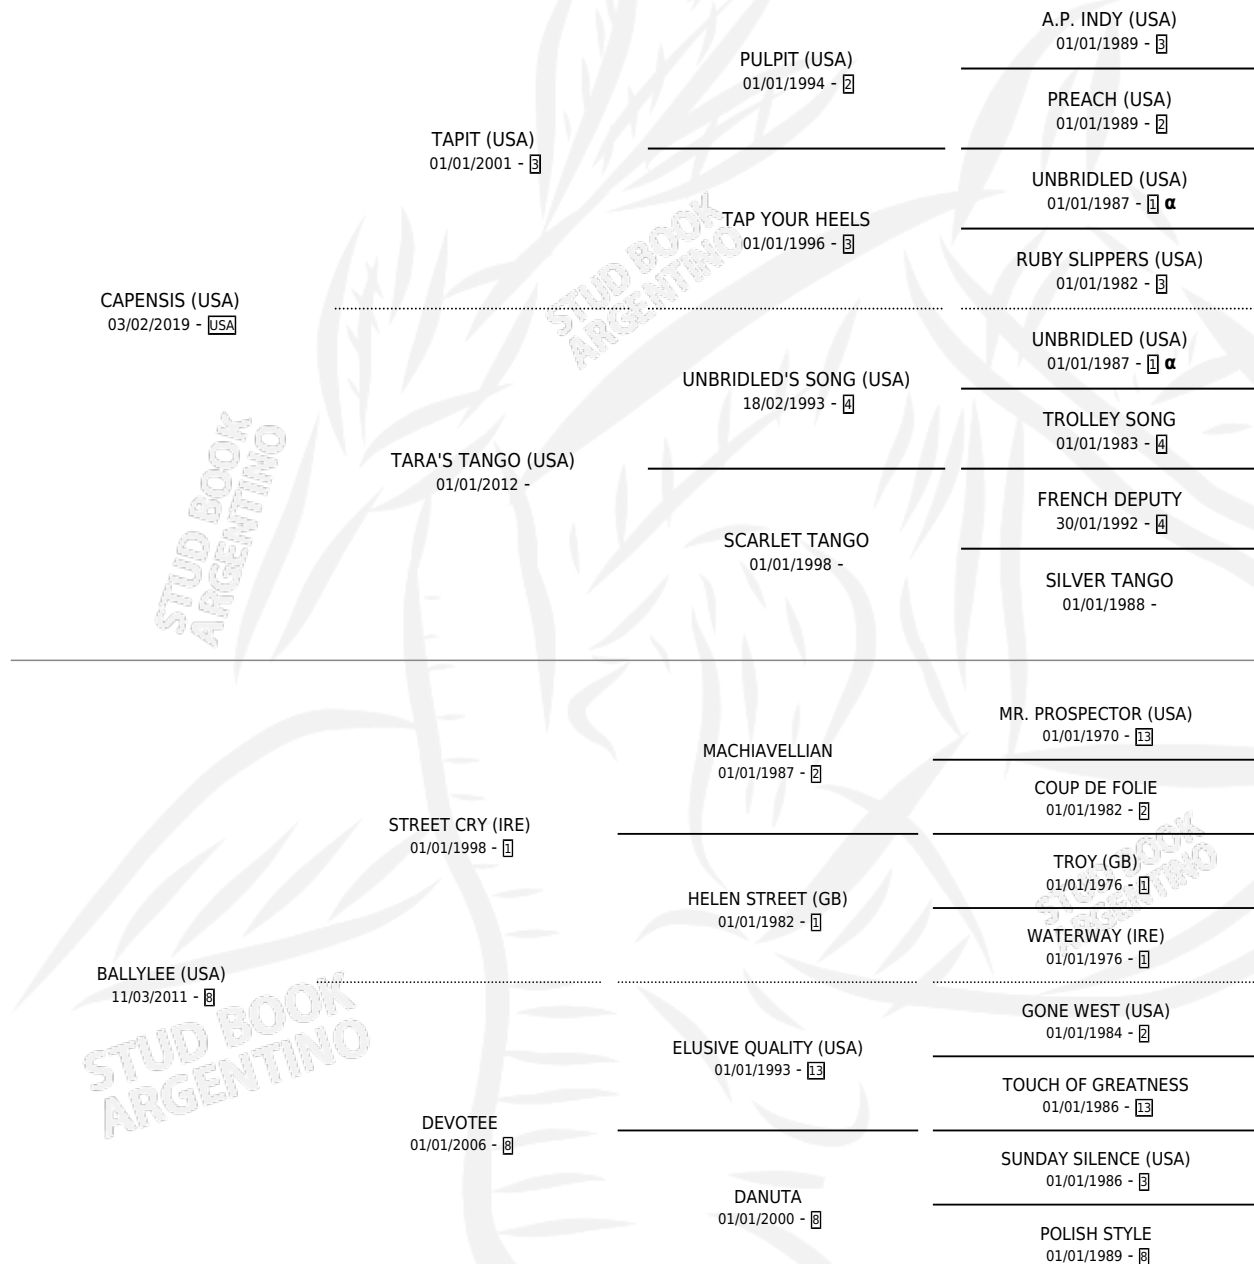 A.P. INDY (USA)
01/01/1989 - 3
PULPIT (USA)
01/01/1994 - 2
PREACH (USA)
01/01/1989 - 2
TAPIT (USA)
01/01/2001 - 3
UNBRIDLED (USA)
01/01/1987 - 1 α
TAP YOUR HEELS
01/01/1996 - 3
RUBY SLIPPERS (USA)
01/01/1982 - 3
CAPENSIS (USA)
03/02/2019 - USA
UNBRIDLED (USA)
01/01/1987 - 1 α
UNBRIDLED'S SONG (USA)
18/02/1993 - 4
TROLLEY SONG
01/01/1983 - 4
TARA'S TANGO (USA)
01/01/2012 -
FRENCH DEPUTY
30/01/1992 - 4
SCARLET TANGO
01/01/1998 -
SILVER TANGO
01/01/1988 -
MR. PROSPECTOR (USA)
01/01/1970 - 13
MACHIAVELLIAN
01/01/1987 - 2
COUP DE FOLIE
01/01/1982 - 2
STREET CRY (IRE)
01/01/1998 - 1
TROY (GB)
01/01/1976 - 1
HELEN STREET (GB)
01/01/1982 - 1
WATERWAY (IRE)
01/01/1976 - 1
BALLYLEE (USA)
11/03/2011 - 8
GONE WEST (USA)
01/01/1984 - 2
ELUSIVE QUALITY (USA)
01/01/1993 - 13
TOUCH OF GREATNESS
01/01/1986 - 13
DEVOTEE
01/01/2006 - 8
SUNDAY SILENCE (USA)
01/01/1986 - 3
DANUTA
01/01/2000 - 8
POLISH STYLE
01/01/1989 - 8
STUD BOOK
ARGENTINO
STUD BOOK
ARGENTINO
STUD BOOK
ARGENTINO
STUD BOOK
ARGENTINO